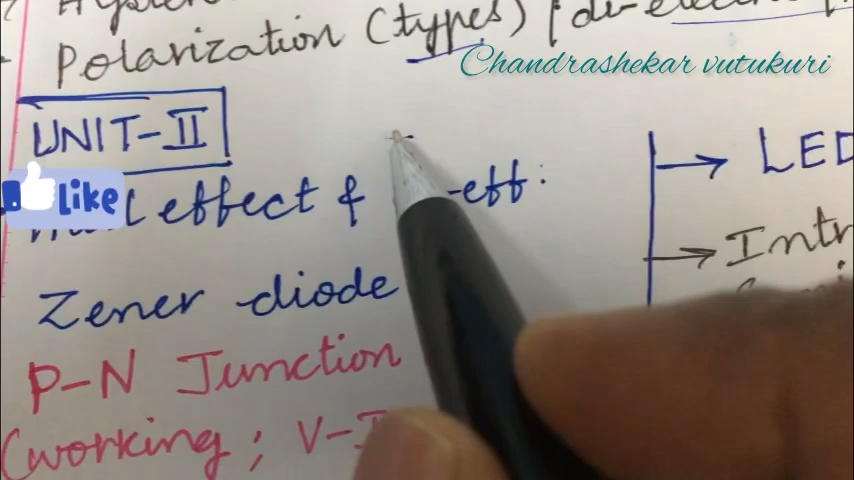 Polarization (types)
Chandrashekar vutukuri
UNIT-II
Like
effect & -eff:
Zener diode
P-N Junction
(working; V-I
→ LED
→ Intr